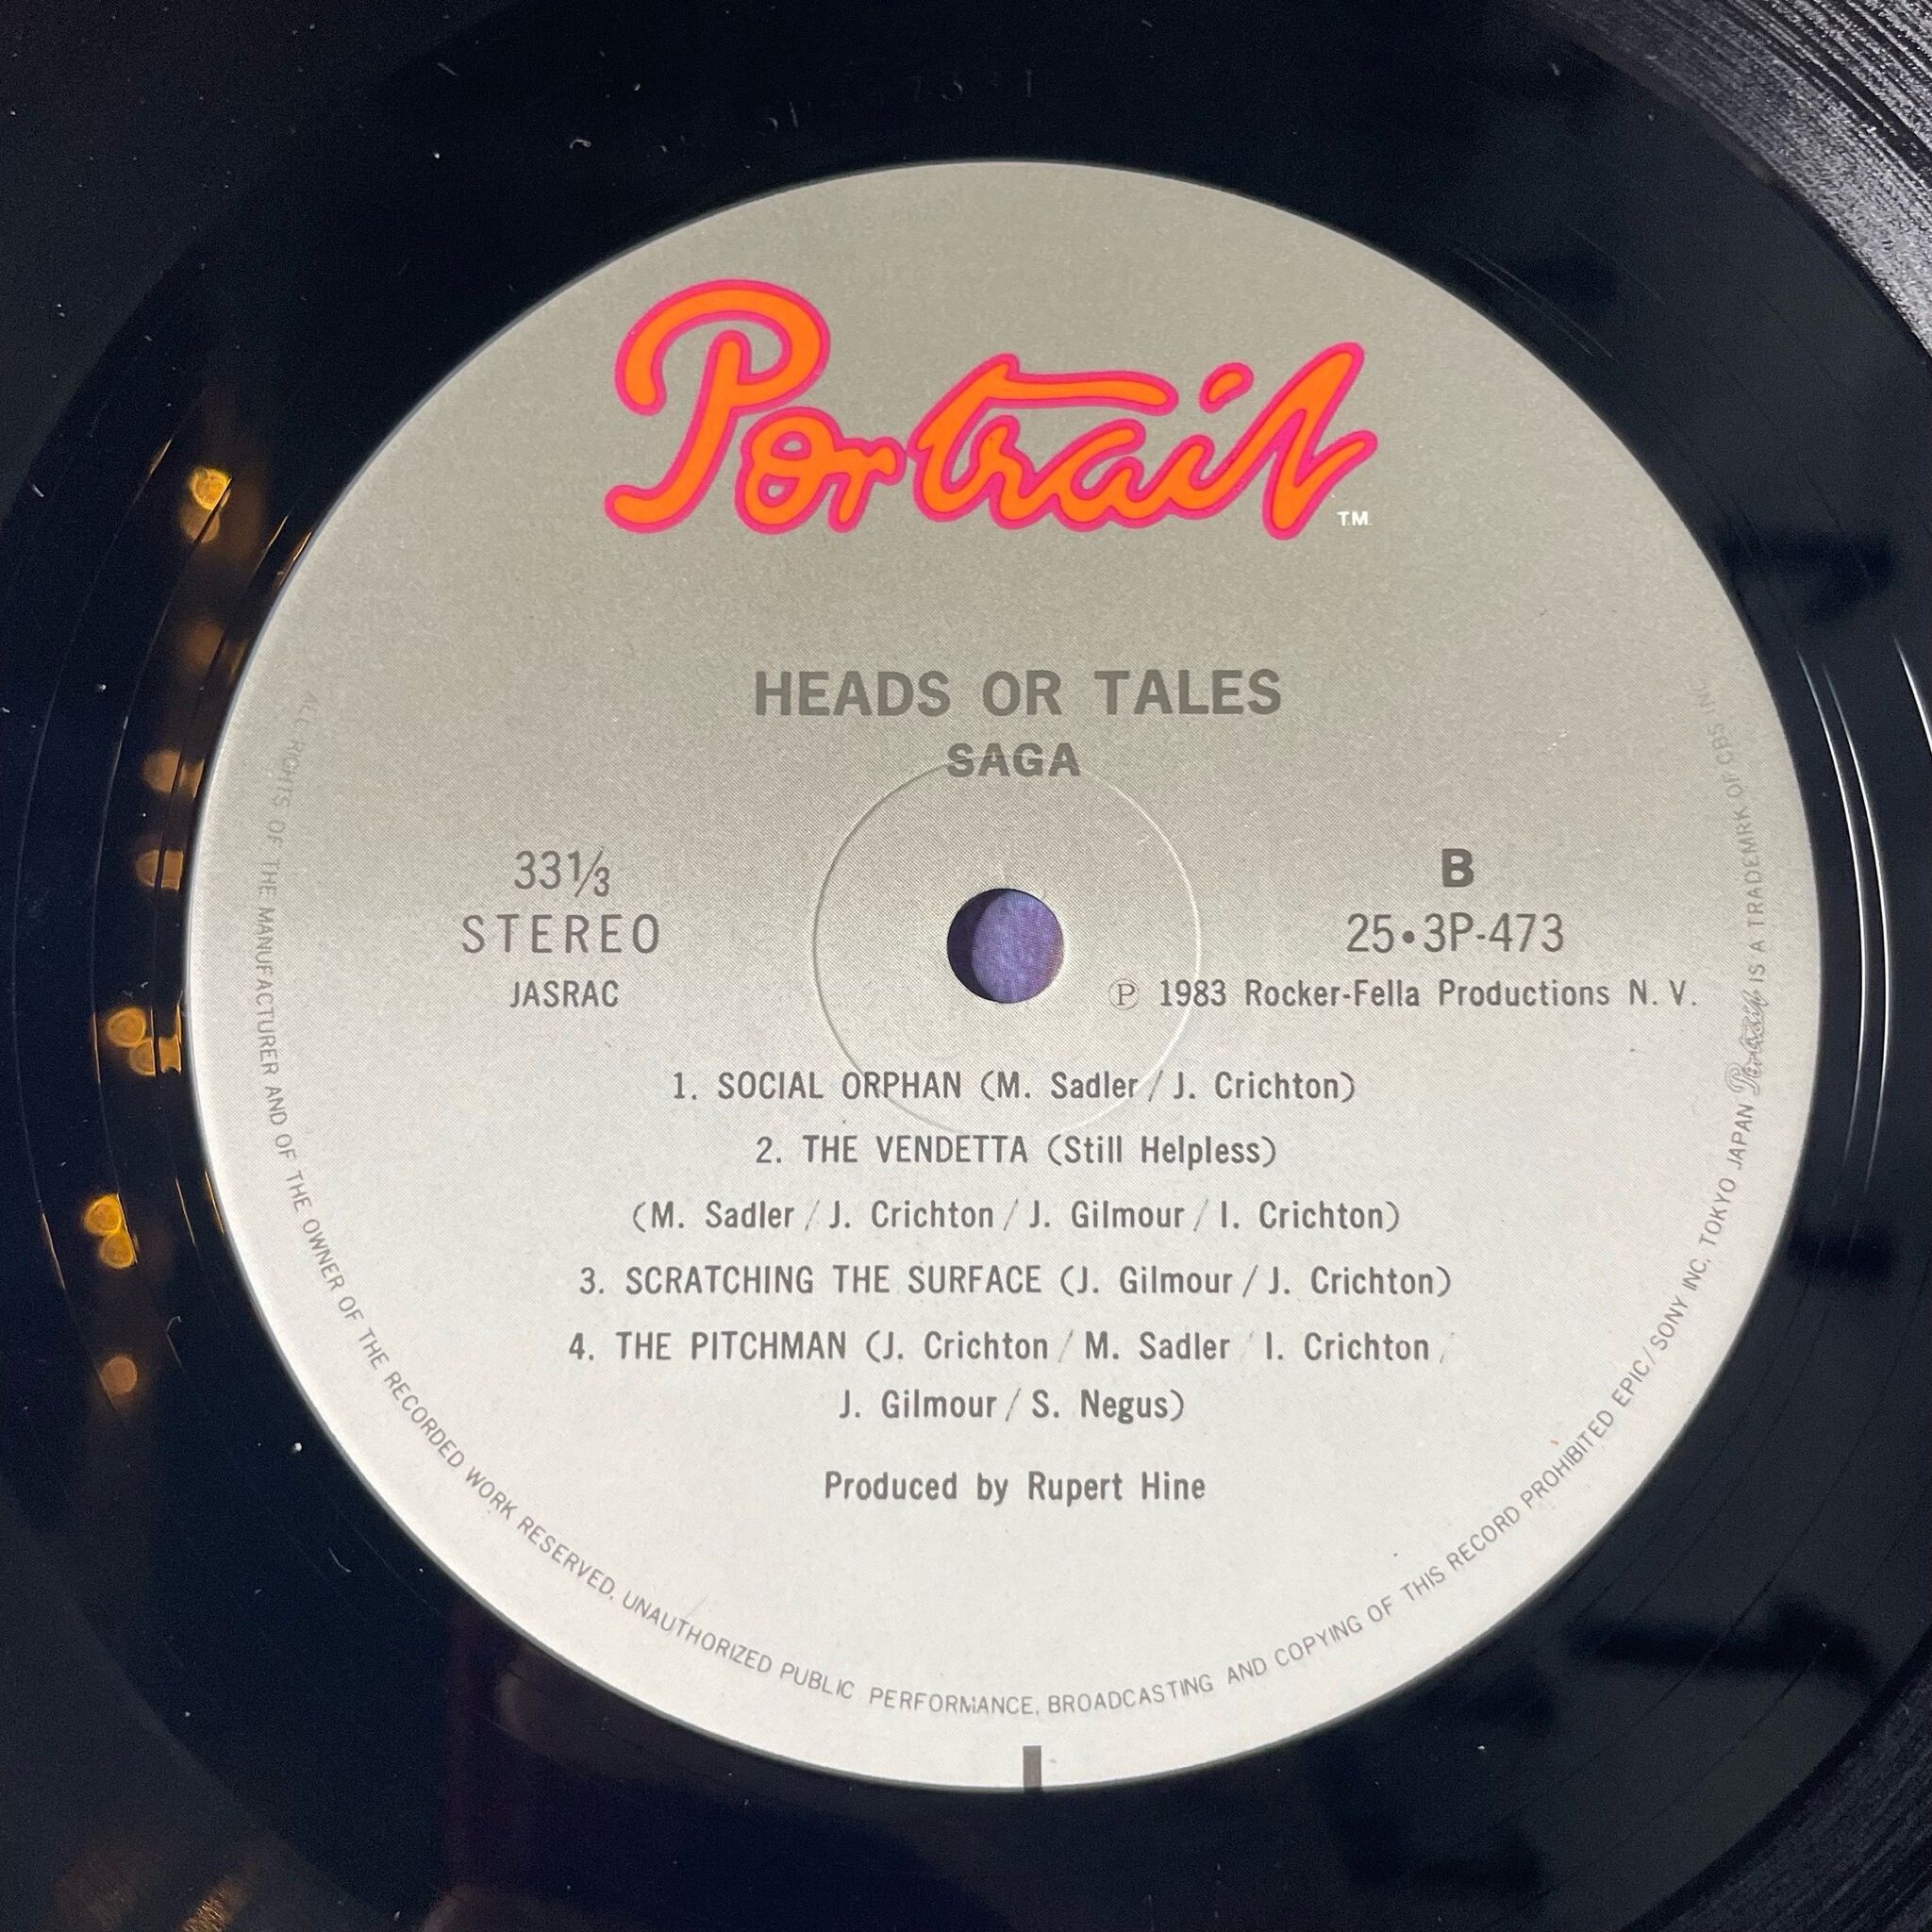 Portrait
TM.
HEADS OR TALES
SAGA
33⅓
STEREO
JASRAC
B
25•3P-473
Ⓟ 1983 Rocker-Fella Productions N. V.
1. SOCIAL ORPHAN (M. Sadler / J. Crichton)
2. THE VENDETTA (Still Helpless)
(M. Sadler / J. Crichton / J. Gilmour / I. Crichton)
3. SCRATCHING THE SURFACE (J. Gilmour / J. Crichton)
4. THE PITCHMAN (J. Crichton / M. Sadler / I. Crichton /
J. Gilmour / S. Negus)
Produced by Rupert Hine
ALL RIGHTS OF THE MANUFACTURER AND OF THE OWNER OF THE RECORDED WORK RESERVED. UNAUTHORIZED PUBLIC PERFORMANCE, BROADCASTING AND COPYING OF THIS RECORD PROHIBITED EPIC/SONY INC. TOKYO JAPAN Portrait IS A TRADEMRK OF CBS INC